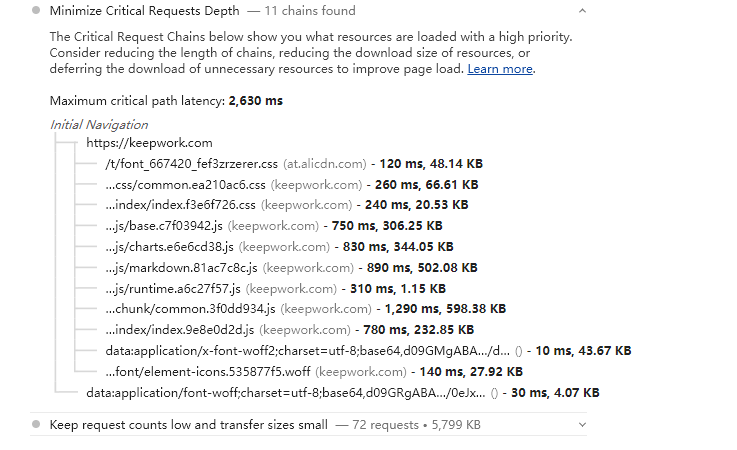 Minimize Critical Requests Depth — 11 chains found
The Critical Request Chains below show you what resources are loaded with a high priority.
Consider reducing the length of chains, reducing the download size of resources, or
deferring the download of unnecessary resources to improve page load. Learn more.
Maximum critical path latency: 2,630 ms
Initial Navigation
https://keepwork.com
/t/font_667420_fef3zrzerer.css (at.alicdn.com) - 120 ms, 48.14 KB
...css/common.ea210ac6.css (keepwork.com) - 260 ms, 66.61 KB
...index/index.f3e6f726.css (keepwork.com) - 240 ms, 20.53 KB
...js/base.c7f03942.js (keepwork.com) - 750 ms, 306.25 KB
...js/charts.e6e6cd38.js (keepwork.com) - 830 ms, 344.05 KB
...js/markdown.81ac7c8c.js (keepwork.com) - 890 ms, 502.08 KB
...js/runtime.a6c27f57.js (keepwork.com) - 310 ms, 1.15 KB
...chunk/common.3f0dd934.js (keepwork.com) - 1,290 ms, 598.38 KB
...index/index.9e8e0d2d.js (keepwork.com) - 780 ms, 232.85 KB
data:application/x-font-woff2;charset=utf-8;base64,d09GMgABA.../d... () - 10 ms, 43.67 KB
...font/element-icons.535877f5.woff (keepwork.com) - 140 ms, 27.92 KB
data:application/font-woff;charset=utf-8;base64,d09GRgABA.../0eJx... () - 30 ms, 4.07 KB
Keep request counts low and transfer sizes small — 72 requests • 5,799 KB